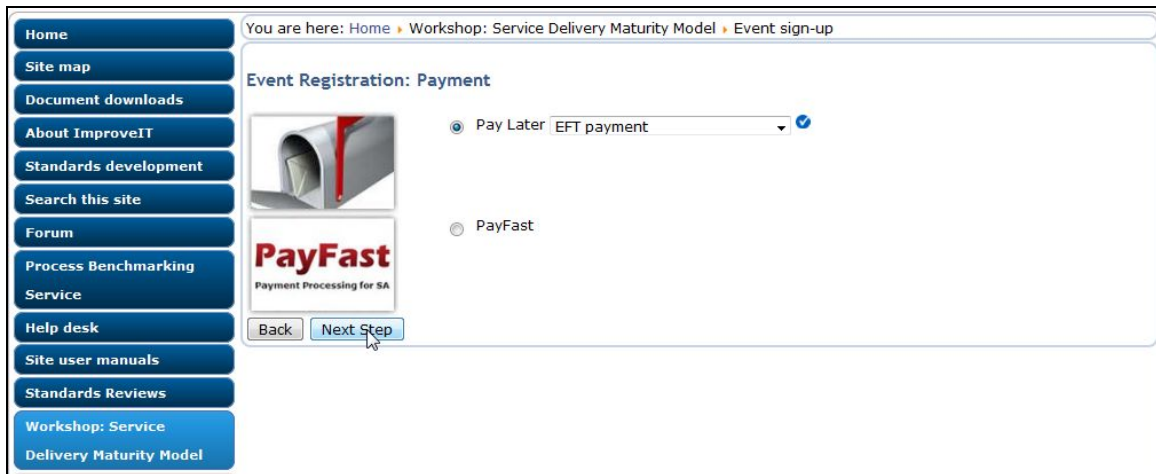 Home
Site map
Document downloads
About ImproveIT
Standards development
Search this site
Forum
Process Benchmarking
Service
Help desk
Site user manuals
Standards Reviews
Workshop: Service
Delivery Maturity Model
You are here: Home Workshop: Service Delivery Maturity Model Event sign-up
Event Registration: Payment
Pay Later EFT payment
PayFast
PayFast
Payment Processing for SA
Back Next Step